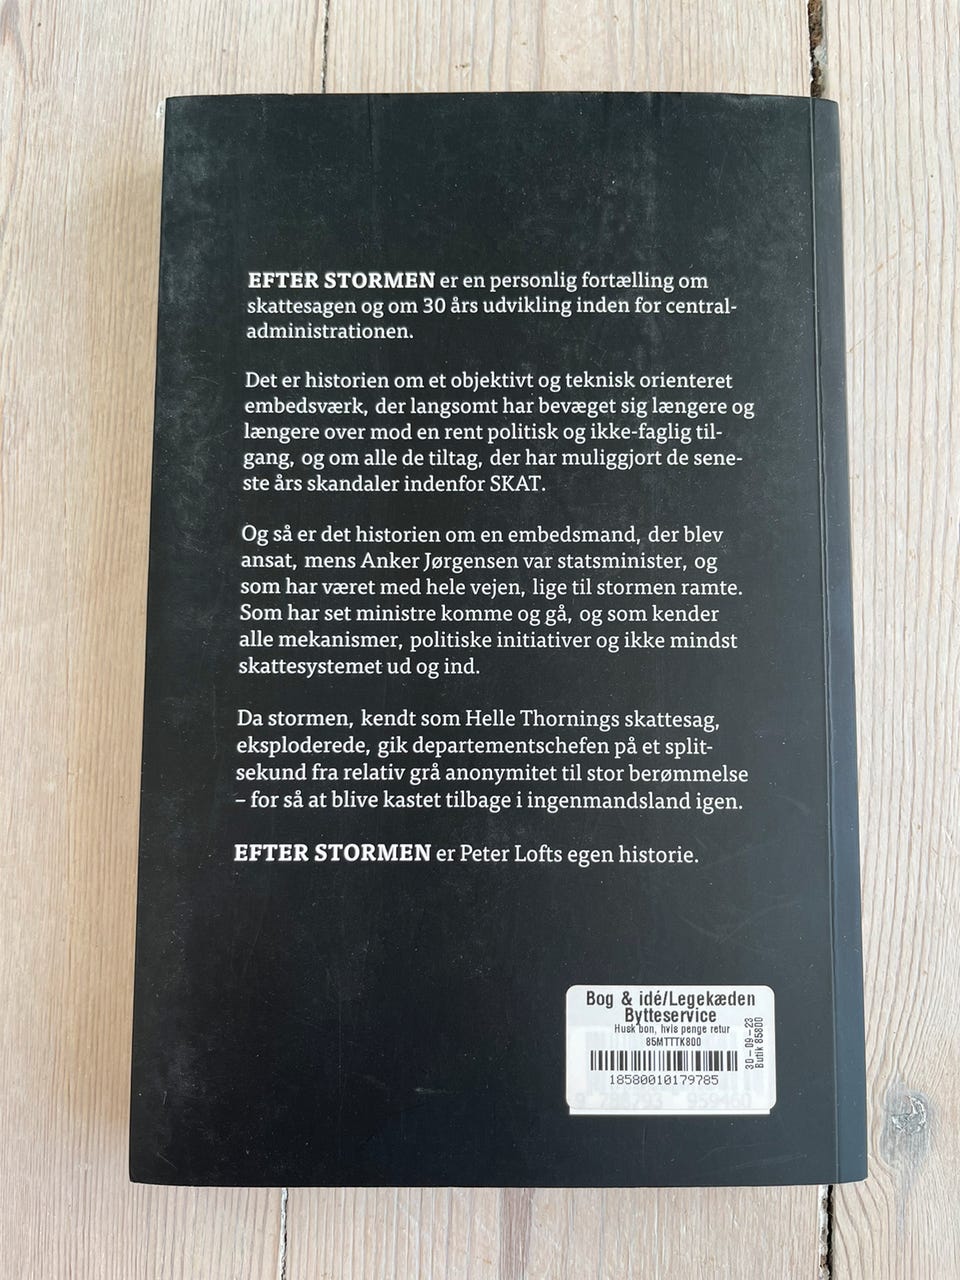 EFTER STORMEN er en personlig fortælling om
skattesagen og om 30 års udvikling inden for central-
administrationen.
Det er historien om et objektivt og teknisk orienteret
embedsværk, der langsomt har bevæget sig længere og
længere over mod en rent politisk og ikke-faglig til-
gang, og om alle de tiltag, der har muliggjort de sene-
ste års skandaler indenfor SKAT.
Og så er det historien om en embedsmand, der blev
ansat, mens Anker Jørgensen var statsminister, og
som har været med hele vejen, lige til stormen ramte.
Som har set ministre komme og gå, og som kender
alle mekanismer, politiske initiativer og ikke mindst
skattesystemet ud og ind.
Da stormen, kendt som Helle Thornings skattesag,
eksploderede, gik departementschefen på et split-
sekund fra relativ grå anonymitet til stor berømmelse
– for så at blive kastet tilbage i ingenmandsland igen.
EFTER STORMEN er Peter Lofts egen historie.
Bog & idé/Legekæden
Bytteservice
Husk bon, hvis penge retur
85MTTTK800
18580010179785
30-09-23
Butik 85800